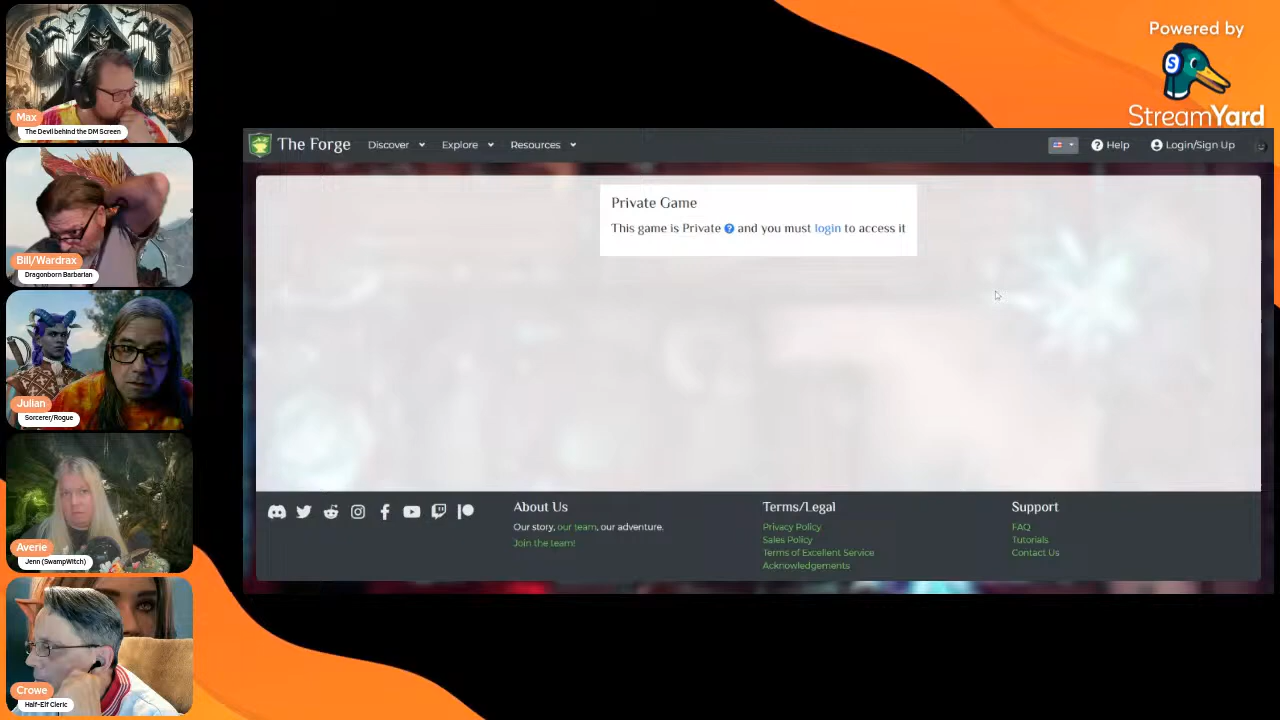 Max
The Devil behind the DM Screen
Bill/Wardrax
Dragonborn Barbarian
Julian
Sorcerer/Rogue
Averie
Jenn (SwampWitch)
Crowe
Half-Elf Cleric
Powered by
S
StreamYard
The Forge
Discover
Explore
Resources
Help
Login/Sign Up
Private Game
This game is Private ? and you must login to access it
About Us
Our story, our team, our adventure.
Join the team!
Terms/Legal
Privacy Policy
Sales Policy
Terms of Excellent Service
Acknowledgements
Support
FAQ
Tutorials
Contact Us